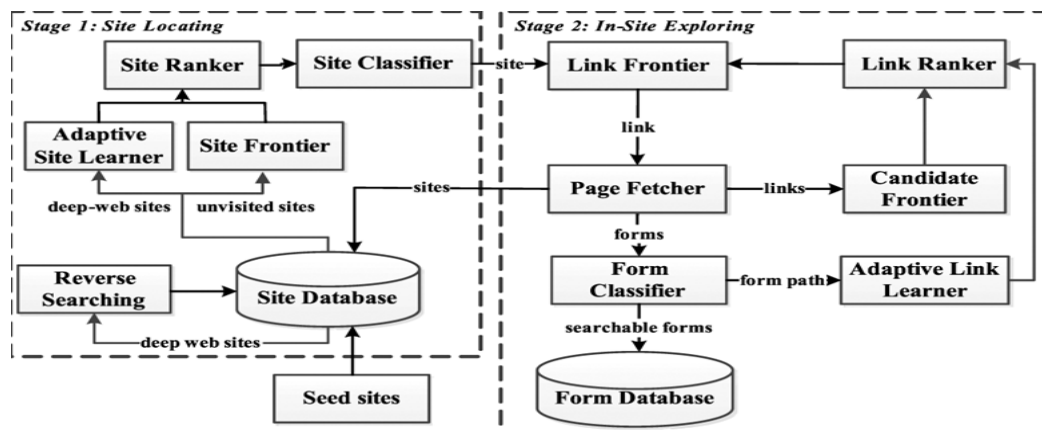 Stage 1: Site Locating
Site Ranker
Site Classifier
Adaptive
Site Learner
Site Frontier
deep-web sites
unvisited sites
Reverse
Searching
Site Database
deep web sites
Seed sites
site
sites
Stage 2: In-Site Exploring
Link Frontier
Link Ranker
link
Page Fetcher
links
Candidate
Frontier
forms
Form
Classifier
form path
Adaptive Link
Learner
searchable forms
Form Database